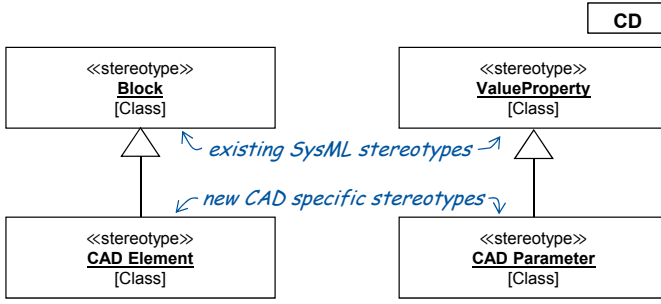 CD
≪stereotype≫
Block
[Class]
≪stereotype≫
ValueProperty
[Class]
existing SysML stereotypes
new CAD specific stereotypes
≪stereotype≫
CAD Element
[Class]
≪stereotype≫
CAD Parameter
[Class]